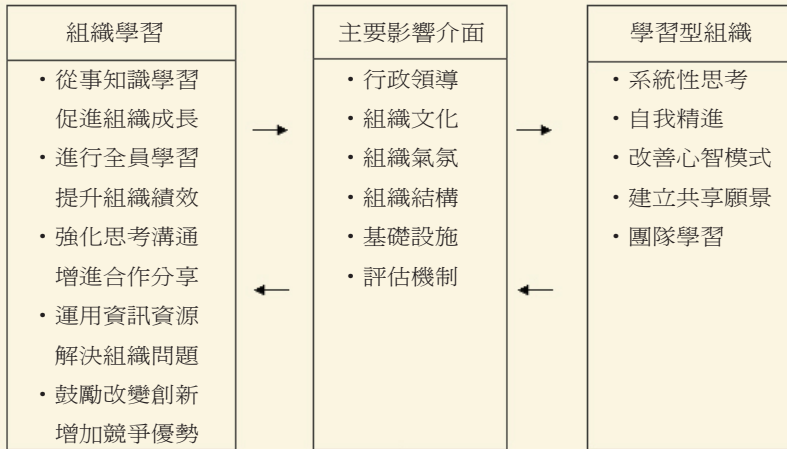 組織學習
・從事知識學習
促進組織成長
・進行全員學習
提升組織績效
・強化思考溝通
增進合作分享
・運用資訊資源
解決組織問題
・鼓勵改變創新
增加競爭優勢
主要影響介面
・行政領導
・組織文化
・組織氣氛
・組織結構
・基礎設施
・評估機制
學習型組織
・系統性思考
・自我精進
・改善心智模式
・建立共享願景
・團隊學習